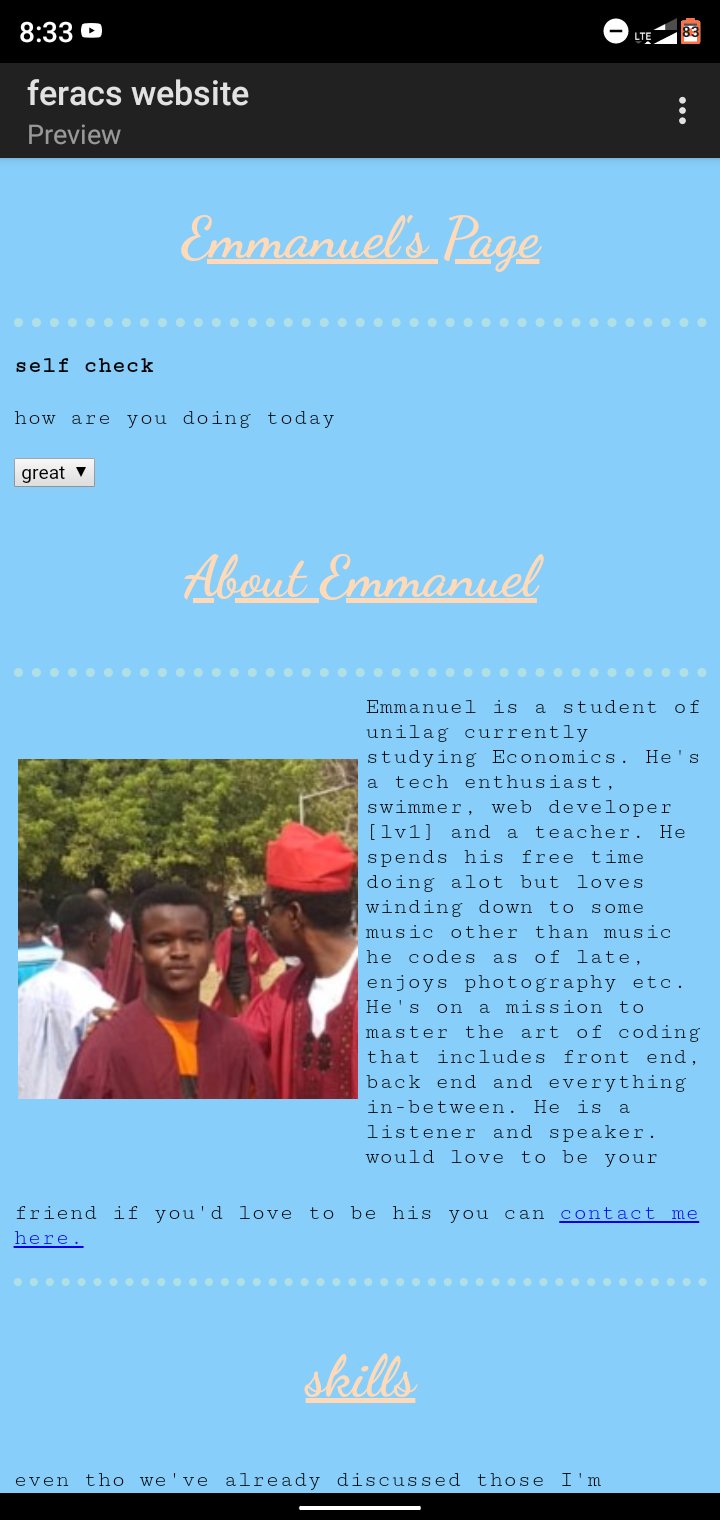 8:33
LTE
83
feracs website
Preview
Emmanuel's Page
self check
how are you doing today
great ▼
About Emmanuel
Emmanuel is a student of
unilag currently
studying Economics. He's
a tech enthusiast,
swimmer, web developer
[lv1] and a teacher. He
spends his free time
doing alot but loves
winding down to some
music other than music
he codes as of late,
enjoys photography etc.
He's on a mission to
master the art of coding
that includes front end,
back end and everything
in-between. He is a
listener and speaker.
would love to be your
friend if you'd love to be his you can contact me
here.
skills
even tho we've already discussed those I'm